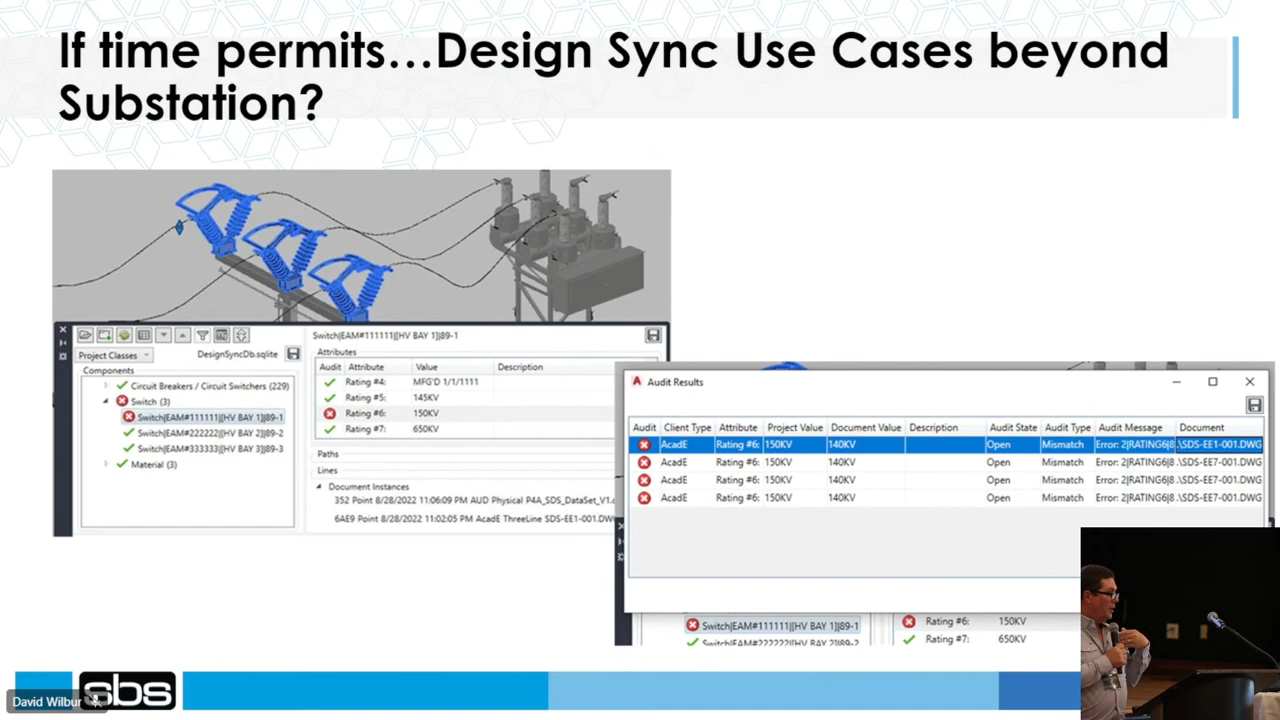 If time permits...Design Sync Use Cases beyond
Substation?
Project Classes
DesignSyncDb.sqlite
Components
Circuit Breakers / Circuit Switchers (229)
Switch (3)
Switch|EAM#111111|[HV BAY 1]|89-1
Switch|EAM#222222|[HV BAY 2]|89-2
Switch|EAM#333333|[HV BAY 3]|89-3
Material (3)
Switch|EAM#111111|[HV BAY 1]|89-1
Attributes
Audit Attribute Value Description
Rating #4: MFG'D 1/1/1111
Rating #5: 145KV
Rating #6: 150KV
Rating #7: 650KV
Paths
Lines
Document Instances
352 Point 8/28/2022 11:06:09 PM AUD Physical P4A_SDS_DataSet_V1.
6AE9 Point 8/28/2022 11:02:05 PM AcadE ThreeLine SDS-EE1-001.DWG
Audit Results
Audit Client Type Attribute Project Value Document Value Description Audit State Audit Type Audit Message Document
AcadE Rating #6: 150KV 140KV Open Mismatch Error: 2|RATING6|8 .\SDS-EE1-001.DWG
AcadE Rating #6: 150KV 140KV Open Mismatch Error: 2|RATING6|8 .\SDS-EE7-001.DWG
AcadE Rating #6: 150KV 140KV Open Mismatch Error: 2|RATING6|8 .\SDS-EE7-001.DWG
AcadE Rating #6: 150KV 140KV Open Mismatch Error: 2|RATING6|8 .\SDS-EE7-001.DWG
Switch|EAM#111111|[HV BAY 1]|89-1
Switch|EAM#222222|[HV BAY 2]|89-2
Rating #6: 150KV
Rating #7: 650KV
sbs
David Wilbur